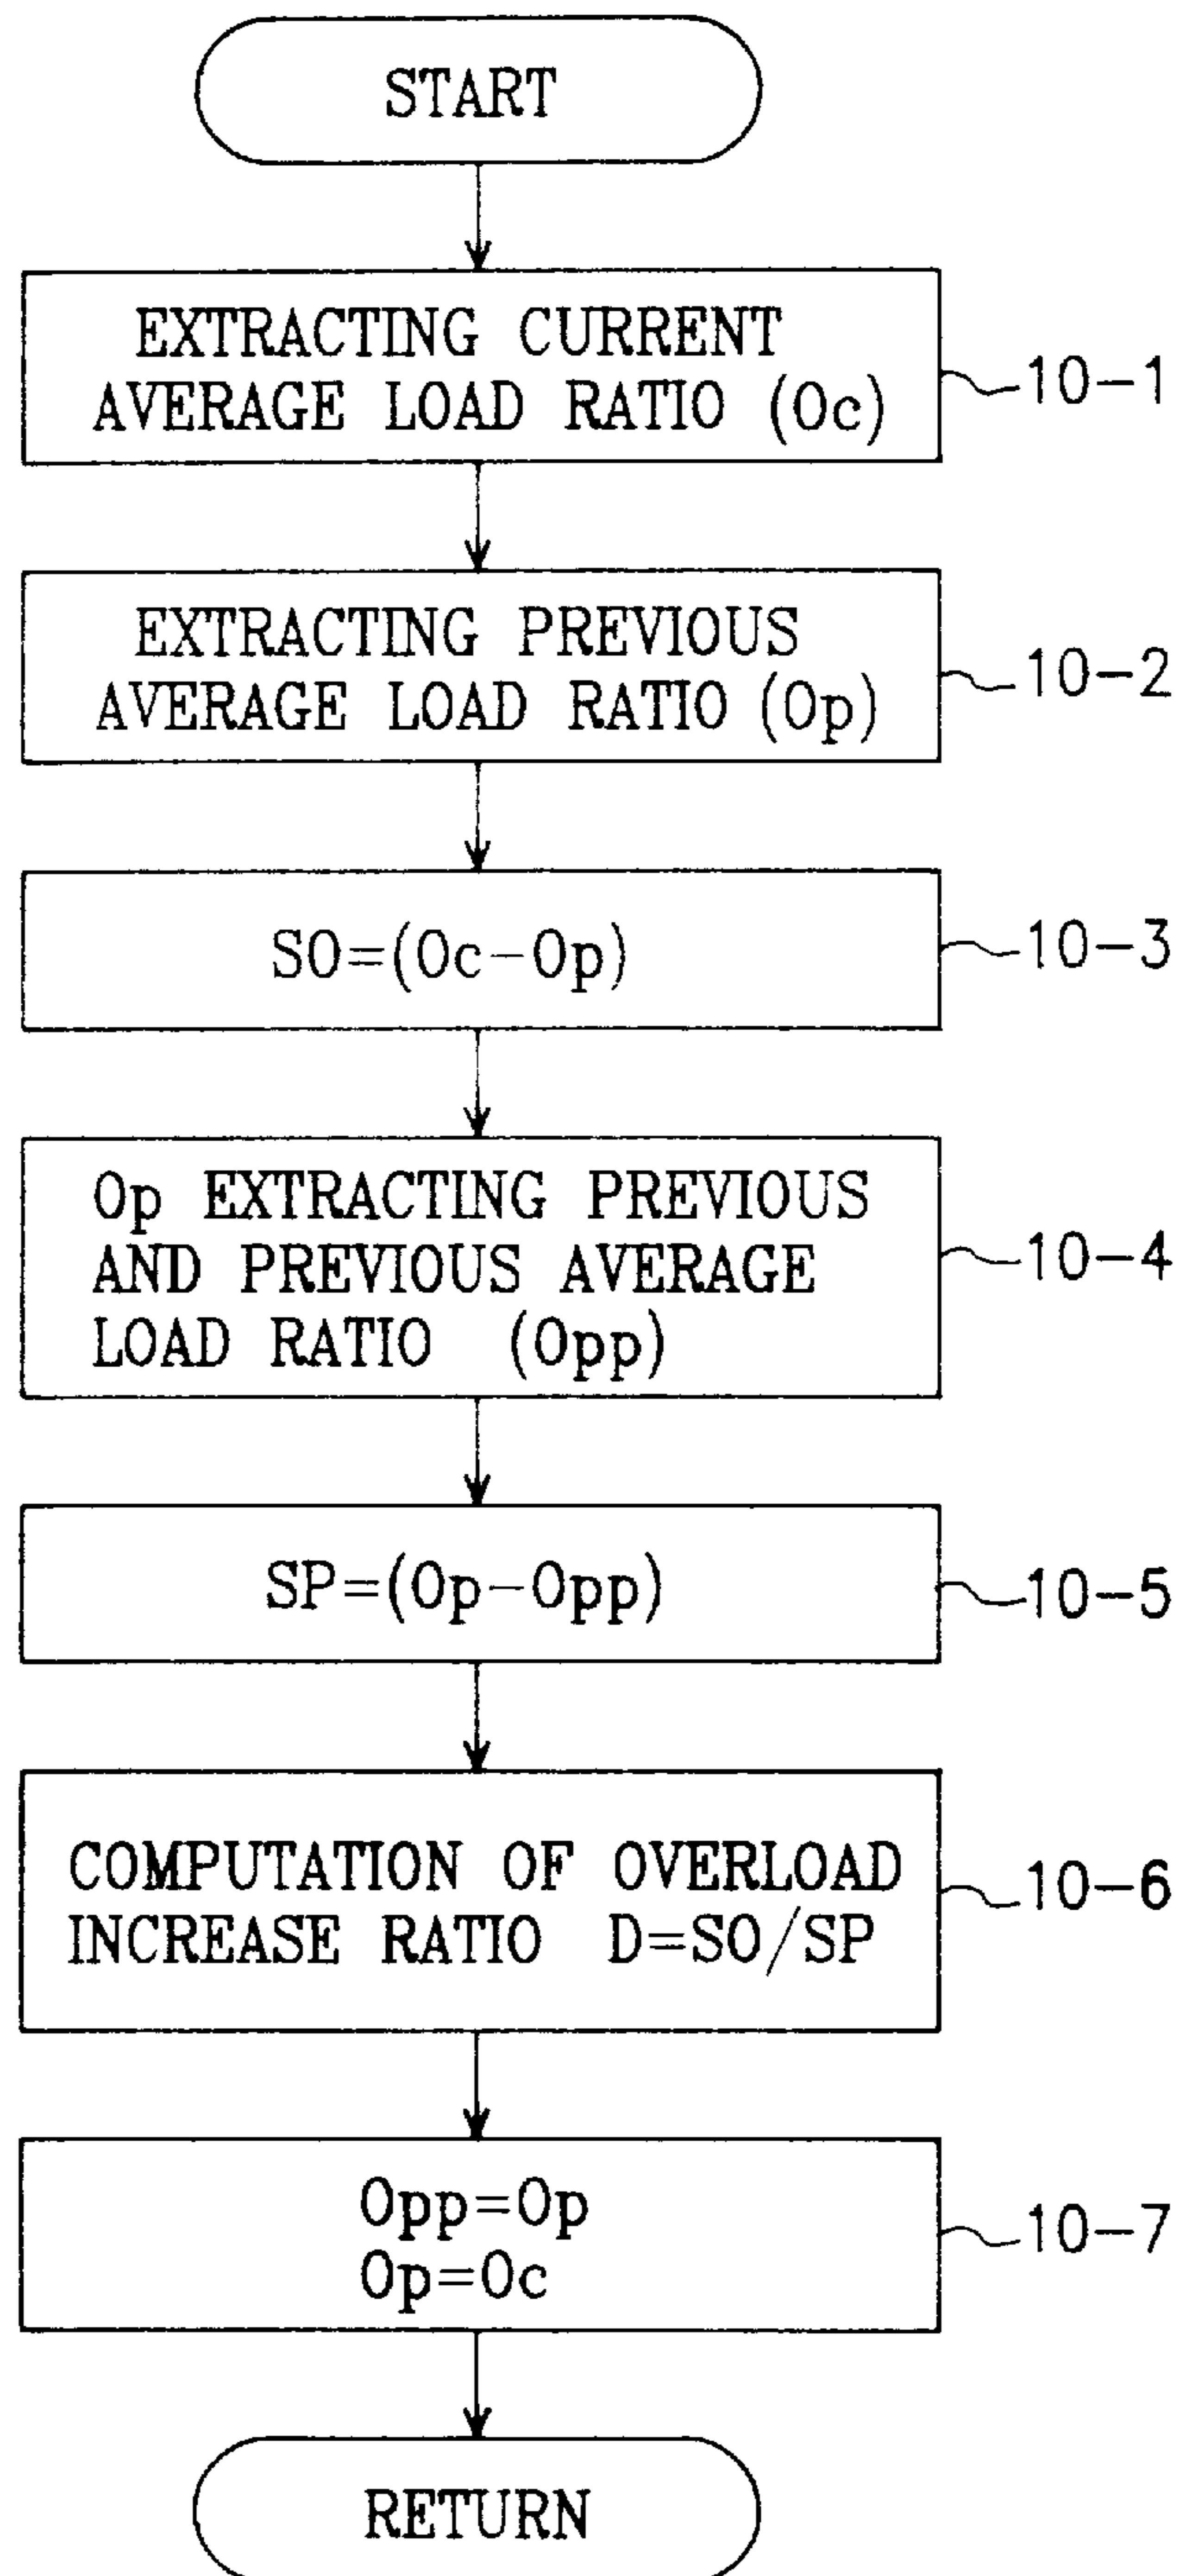 START
EXTRACTING CURRENT
AVERAGE LOAD RATIO (Oc)
10-1
EXTRACTING PREVIOUS
AVERAGE LOAD RATIO (Op)
10-2
SO=(Oc-Op)
10-3
Op EXTRACTING PREVIOUS
AND PREVIOUS AVERAGE
LOAD RATIO (Opp)
10-4
SP=(Op-Opp)
10-5
COMPUTATION OF OVERLOAD
INCREASE RATIO D=SO/SP
10-6
Opp=Op
Op=Oc
10-7
RETURN